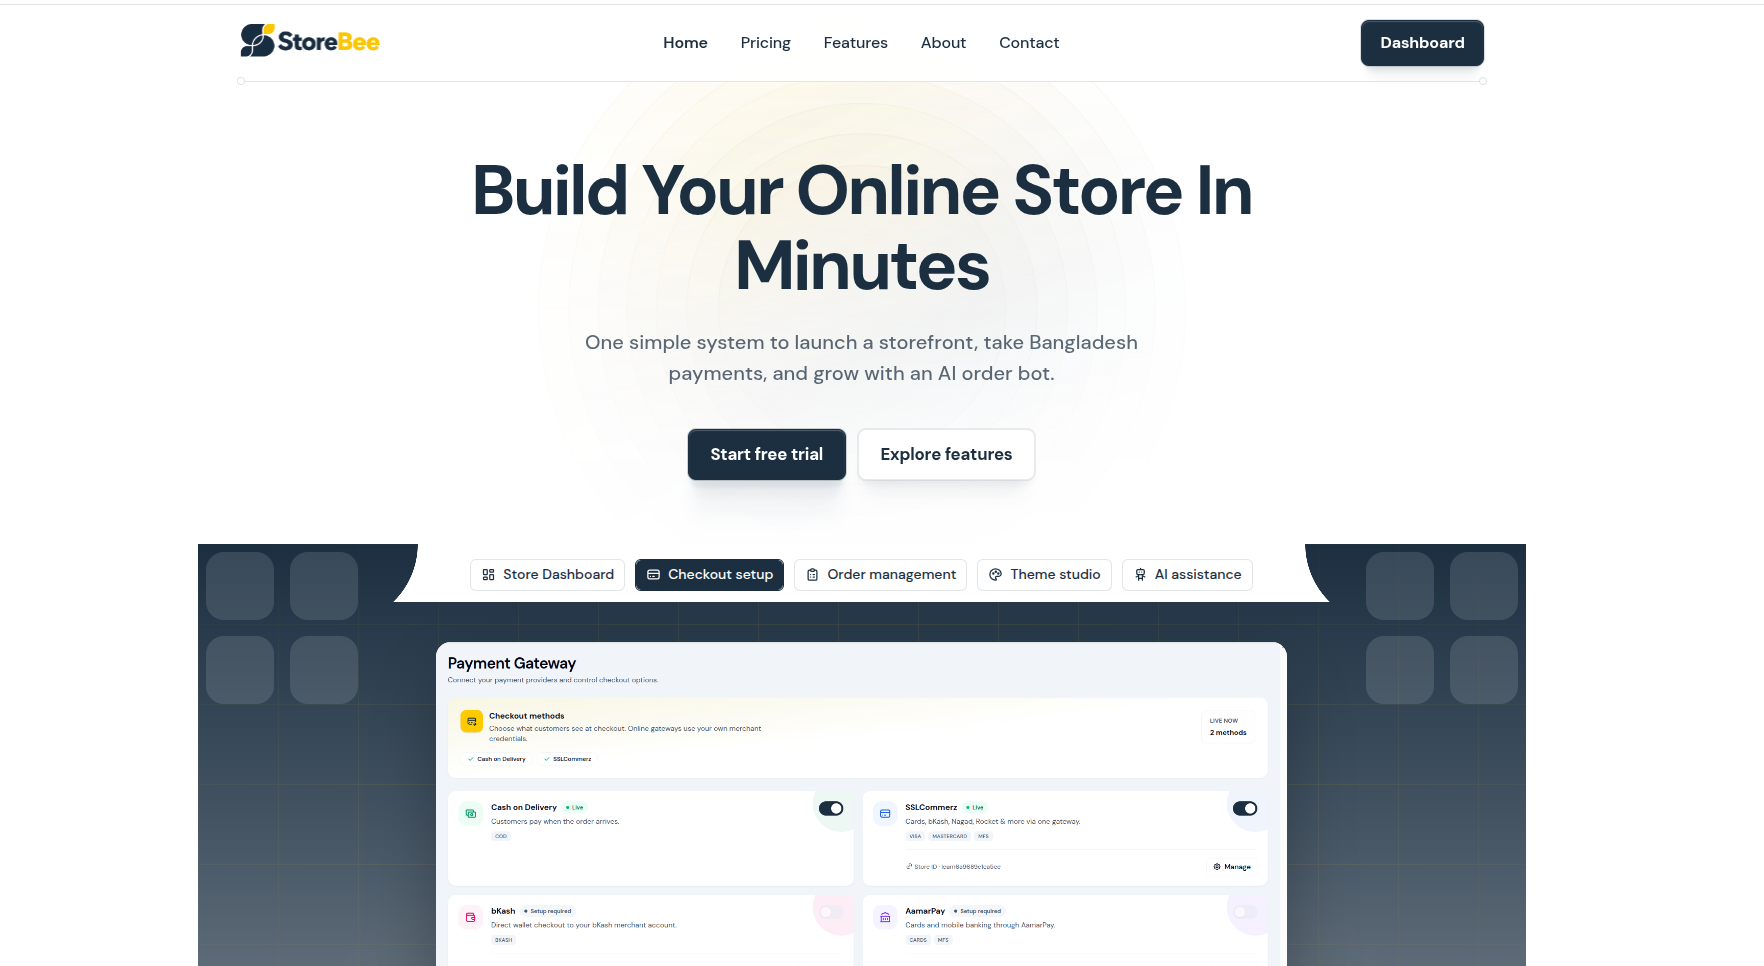 StoreBee
Home
Pricing
Features
About
Contact
Dashboard
Build Your Online Store In
Minutes
One simple system to launch a storefront, take Bangladesh
payments, and grow with an AI order bot.
Start free trial
Explore features
Store Dashboard
Checkout setup
Order management
Theme studio
AI assistance
Payment Gateway
Connect your payment providers and control checkout options.
Checkout methods
Choose what customers see at checkout. Online gateways use your own merchant
credentials.
Cash on Delivery
SSLCommerz
LIVE NOW
2 methods
Cash on Delivery
Live
Customers pay when the order arrives.
COD
SSLCommerz
Live
Cards, bKash, Nagad, Rocket & more via one gateway.
VISA
MASTERCARD
MFS
Store ID ·
Manage
bKash
Setup required
Direct wallet checkout to your bKash merchant account.
BKASH
AamarPay
Setup required
Cards and mobile banking through AamarPay.
CARDS
MFS